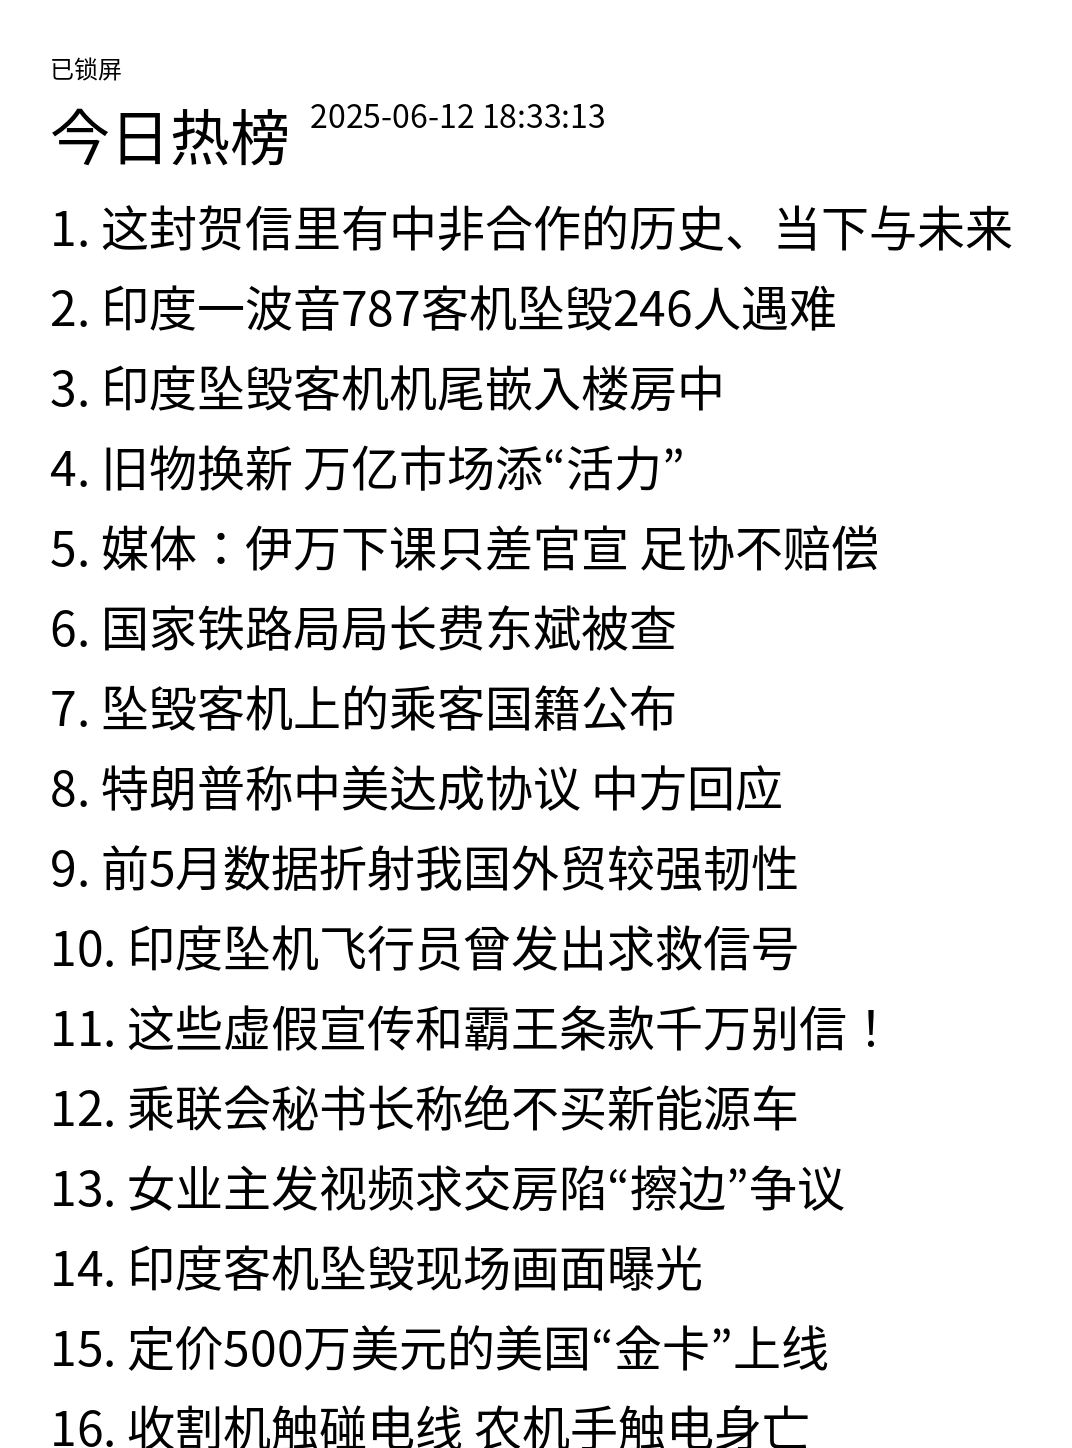 已锁屏
今日热榜 2025-06-12 18:33:13
1. 这封贺信里有中非合作的历史、当下与未来
2. 印度一波音787客机坠毁246人遇难
3. 印度坠毁客机机尾嵌入楼房中
4. 旧物换新 万亿市场添“活力”
5. 媒体：伊万下课只差官宣 足协不赔偿
6. 国家铁路局局长费东斌被查
7. 坠毁客机上的乘客国籍公布
8. 特朗普称中美达成协议 中方回应
9. 前5月数据折射我国外贸较强韧性
10. 印度坠机飞行员曾发出求救信号
11. 这些虚假宣传和霸王条款千万别信！
12. 乘联会秘书长称绝不买新能源车
13. 女业主发视频求交房陷“擦边”争议
14. 印度客机坠毁现场画面曝光
15. 定价500万美元的美国“金卡”上线
16. 收割机触碰电线 农机手触电身亡